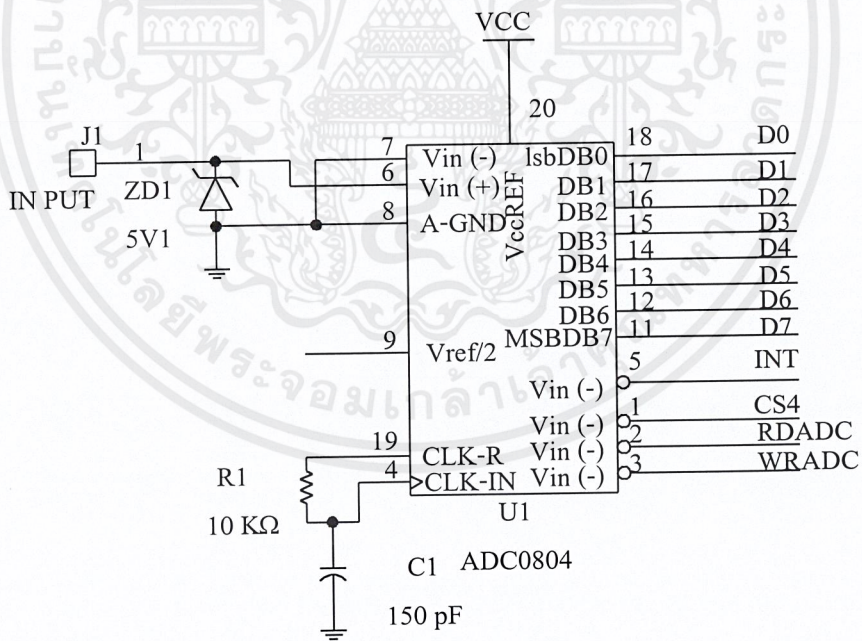 VCC
20
J1
1
IN PUT
ZD1
5V1
7
6
8
9
19
4
Vin (-)
Vin (+)
A-GND
VccREF
Vref/2
CLK-R
CLK-IN
lsbDB0
DB1
DB2
DB3
DB4
DB5
DB6
MSBDB7
Vin (-)
Vin (-)
Vin (-)
Vin (-)
18 D0
17 D1
16 D2
15 D3
14 D4
13 D5
12 D6
11 D7
5 INT
1 CS4
2 RDADC
3 WRADC
R1
10 KΩ
U1
C1 ADC0804
150 pF